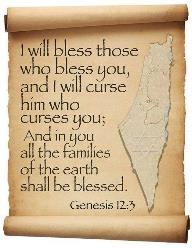 I will bless those
who bless you,
and I will curse
him who
curses you;
And in you
all the families
of the earth
shall be blessed.
Genesis 12:3